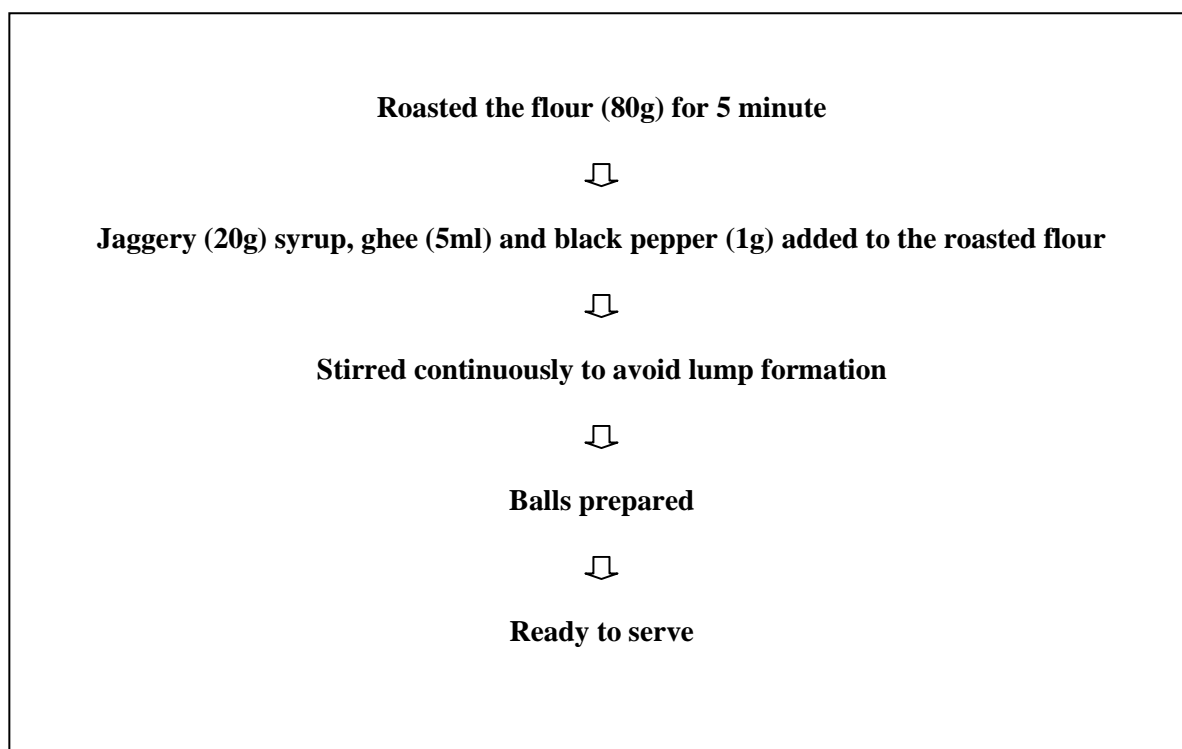 Roasted the flour (80g) for 5 minute
Jaggery (20g) syrup, ghee (5ml) and black pepper (1g) added to the roasted flour
Stirred continuously to avoid lump formation
Balls prepared
Ready to serve